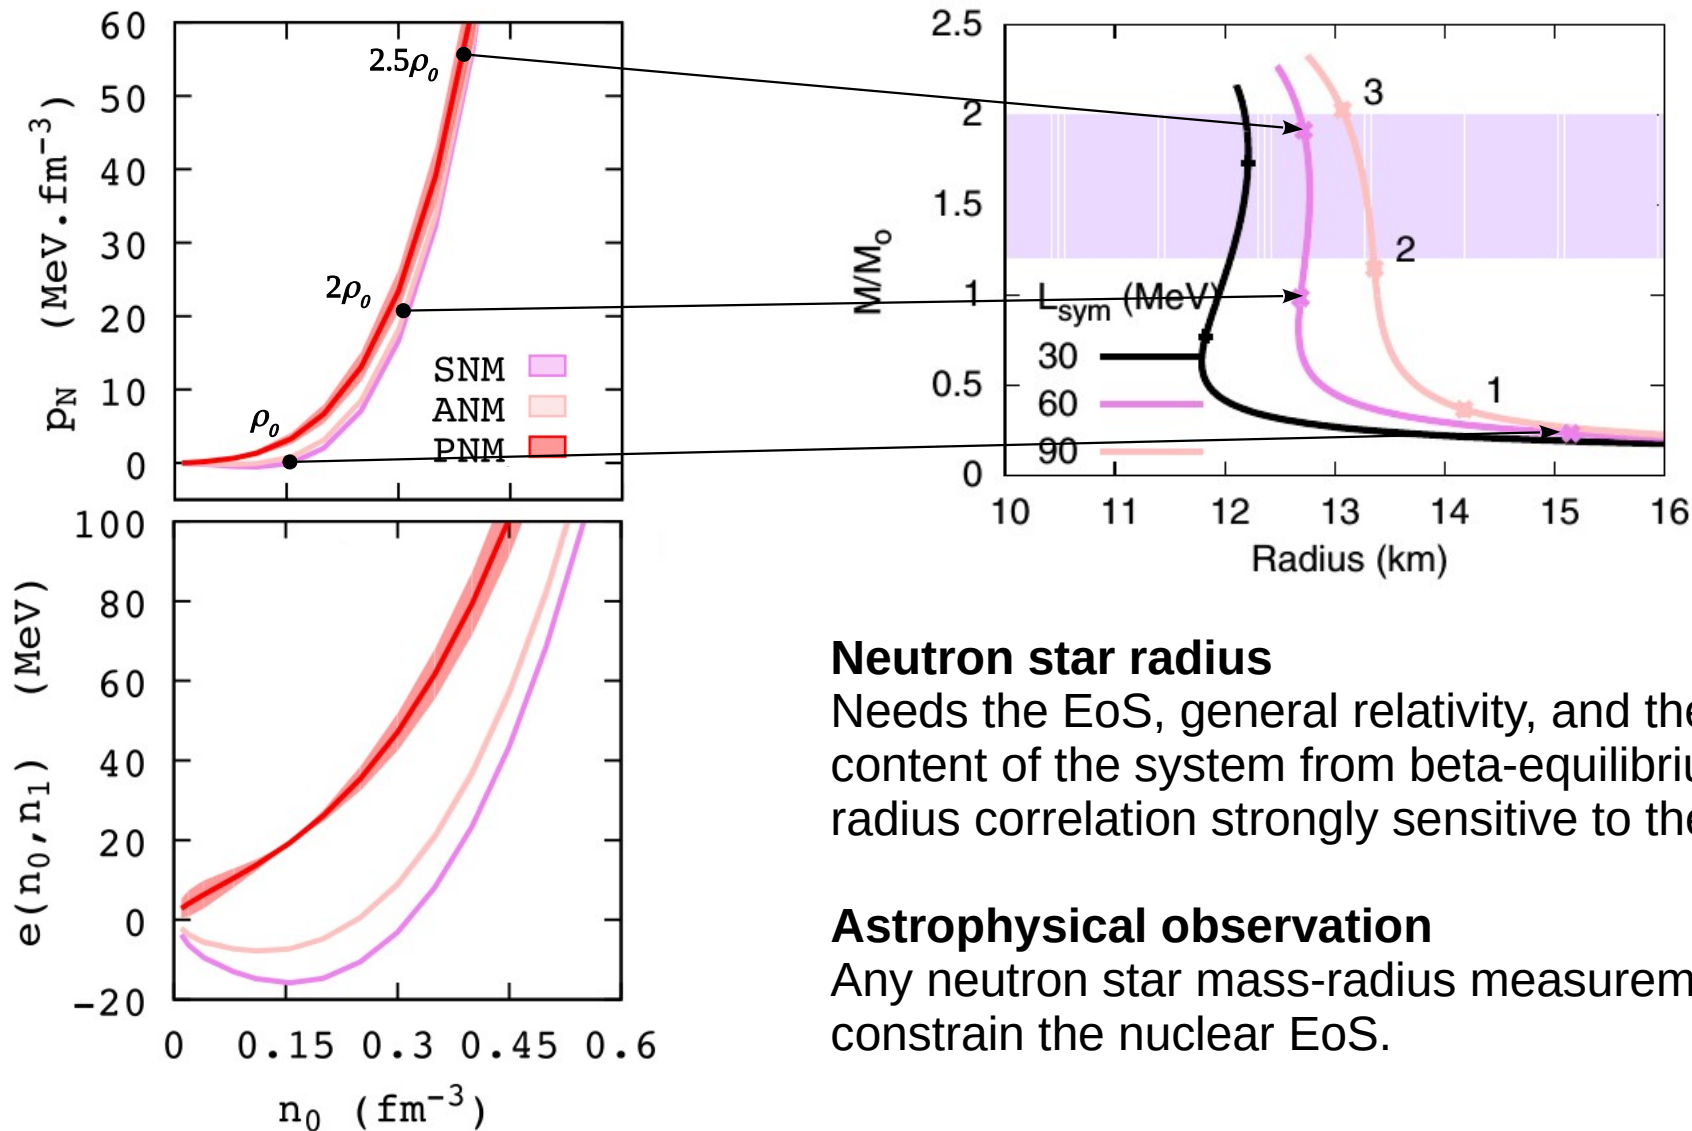 60
50
40
30
20
10
0
p_N (MeV.fm⁻³)
2.5ρ₀
2ρ₀
ρ₀
SNM
ANM
PNM
100
80
60
40
20
0
−20
e(n₀,n₁) (MeV)
0 0.15 0.3 0.45 0.6
n₀ (fm⁻³)
2.5
2
1.5
1
0.5
0
M/M₀
3
2
1
L_sym (MeV)
30
60
90
10 11 12 13 14 15 16
Radius (km)
Neutron star radius
Needs the EoS, general relativity, and the
content of the system from beta-equilibriu
radius correlation strongly sensitive to the
Astrophysical observation
Any neutron star mass-radius measurem
constrain the nuclear EoS.